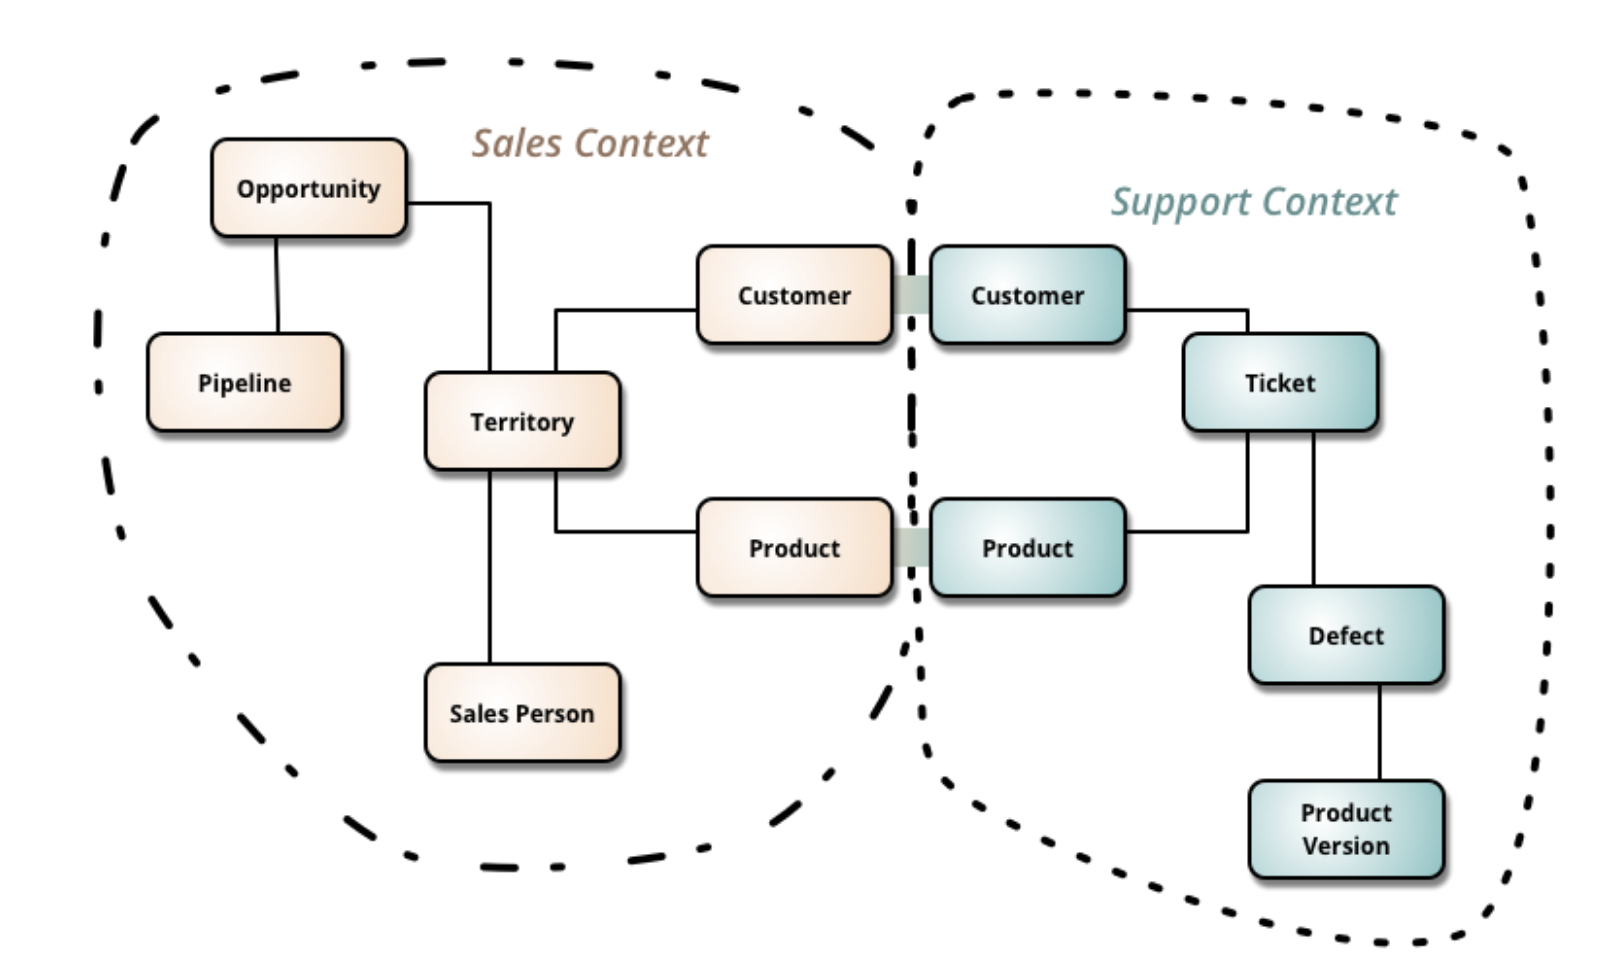 Sales Context
Opportunity
Pipeline
Territory
Customer
Product
Sales Person
Support Context
Customer
Ticket
Product
Defect
Product
Version